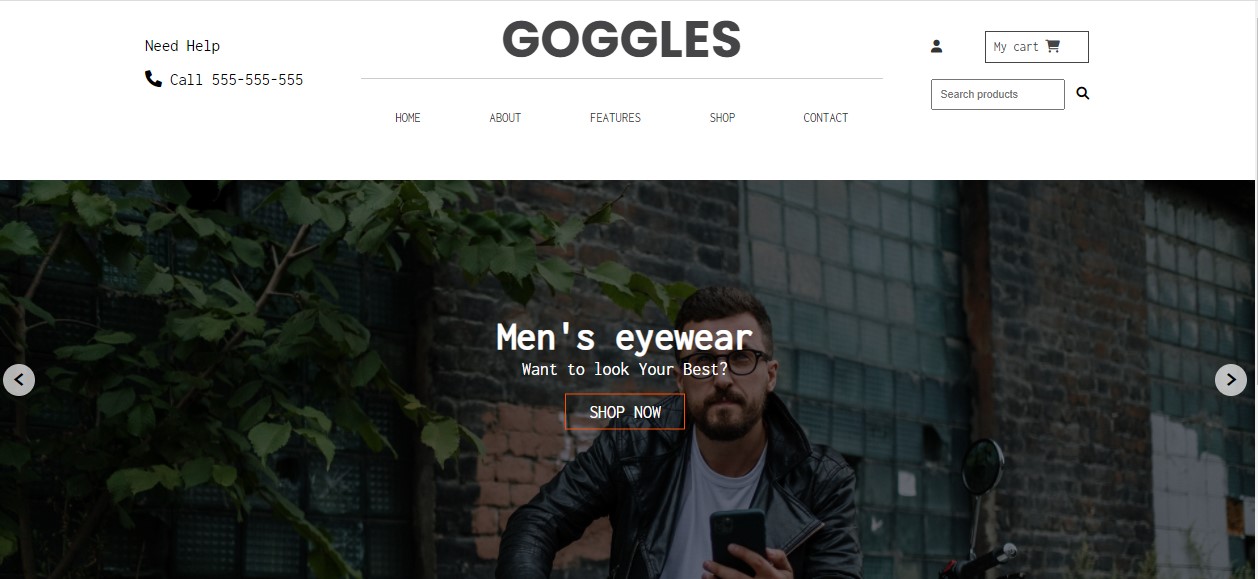 Need Help
Call 555-555-555
GOGGLES
HOME ABOUT FEATURES SHOP CONTACT
My cart
Search products
Men's eyewear
Want to look Your Best?
SHOP NOW